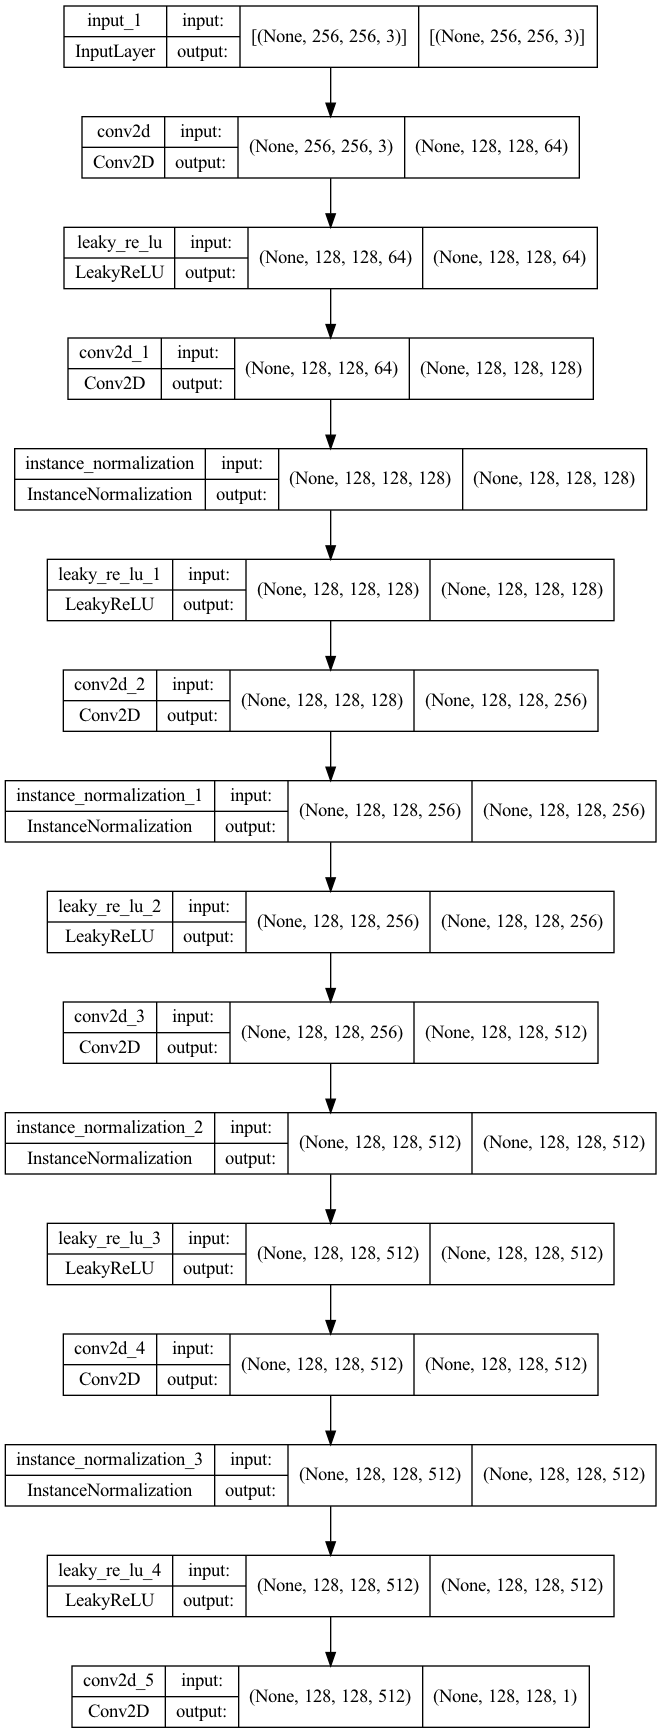 input_1 input: [(None, 256, 256, 3)] [(None, 256, 256, 3)]
InputLayer output:
conv2d input: (None, 256, 256, 3) (None, 128, 128, 64)
Conv2D output:
leaky_re_lu input: (None, 128, 128, 64) (None, 128, 128, 64)
LeakyReLU output:
conv2d_1 input: (None, 128, 128, 64) (None, 128, 128, 128)
Conv2D output:
instance_normalization input: (None, 128, 128, 128) (None, 128, 128, 128)
InstanceNormalization output:
leaky_re_lu_1 input: (None, 128, 128, 128) (None, 128, 128, 128)
LeakyReLU output:
conv2d_2 input: (None, 128, 128, 128) (None, 128, 128, 256)
Conv2D output:
instance_normalization_1 input: (None, 128, 128, 256) (None, 128, 128, 256)
InstanceNormalization output:
leaky_re_lu_2 input: (None, 128, 128, 256) (None, 128, 128, 256)
LeakyReLU output:
conv2d_3 input: (None, 128, 128, 256) (None, 128, 128, 512)
Conv2D output:
instance_normalization_2 input: (None, 128, 128, 512) (None, 128, 128, 512)
InstanceNormalization output:
leaky_re_lu_3 input: (None, 128, 128, 512) (None, 128, 128, 512)
LeakyReLU output:
conv2d_4 input: (None, 128, 128, 512) (None, 128, 128, 512)
Conv2D output:
instance_normalization_3 input: (None, 128, 128, 512) (None, 128, 128, 512)
InstanceNormalization output:
leaky_re_lu_4 input: (None, 128, 128, 512) (None, 128, 128, 512)
LeakyReLU output:
conv2d_5 input: (None, 128, 128, 512) (None, 128, 128, 1)
Conv2D output: